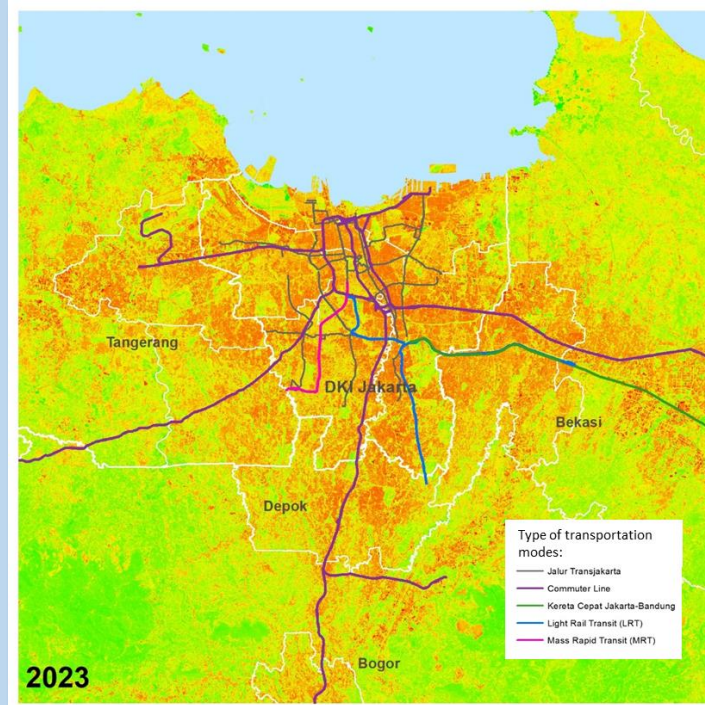 Tangerang
DKI Jakarta
Bekasi
Depok
Type of transportation
modes:
Jalur Transjakarta
Commuter Line
Kereta Cepat Jakarta-Bandung
Light Rail Transit (LRT)
Mass Rapid Transit (MRT)
Bogor
2023